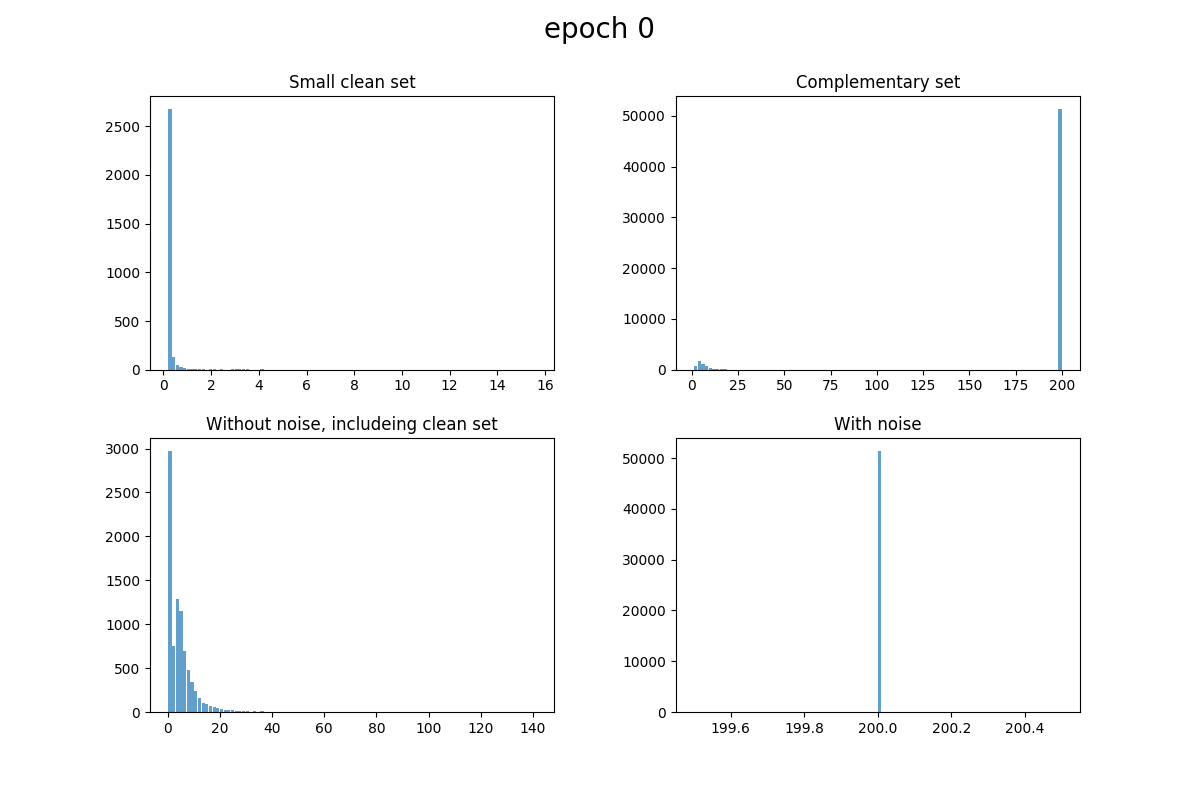 epoch 0
Small clean set
2500
2000
1500
1000
500
0
0 2 4 6 8 10 12 14 16
Complementary set
50000
40000
30000
20000
10000
0
0 25 50 75 100 125 150 175 200
Without noise, includeing clean set
3000
2500
2000
1500
1000
500
0
0 20 40 60 80 100 120 140
With noise
50000
40000
30000
20000
10000
0
199.6 199.8 200.0 200.2 200.4